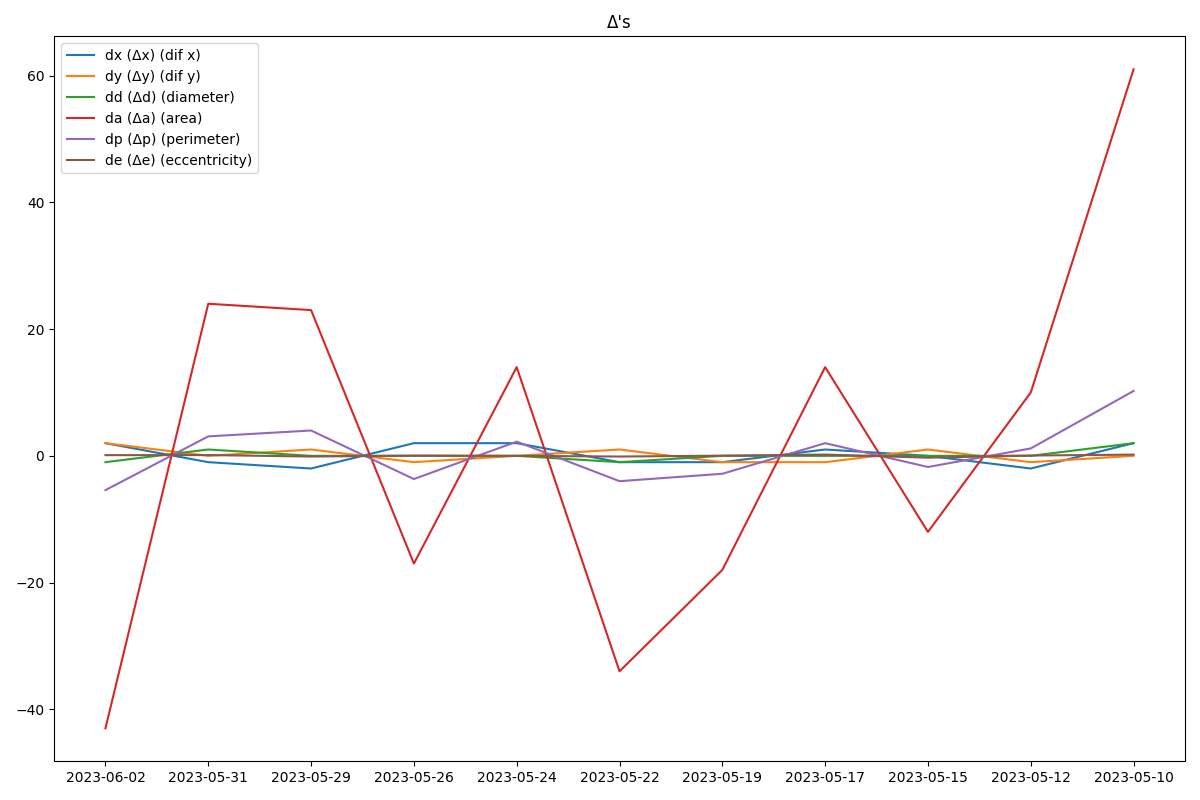 Δ's
dx (Δx) (dif x)
dy (Δy) (dif y)
dd (Δd) (diameter)
da (Δa) (area)
dp (Δp) (perimeter)
de (Δe) (eccentricity)
60
40
20
0
−20
−40
2023-06-02 2023-05-31 2023-05-29 2023-05-26 2023-05-24 2023-05-22 2023-05-19 2023-05-17 2023-05-15 2023-05-12 2023-05-10